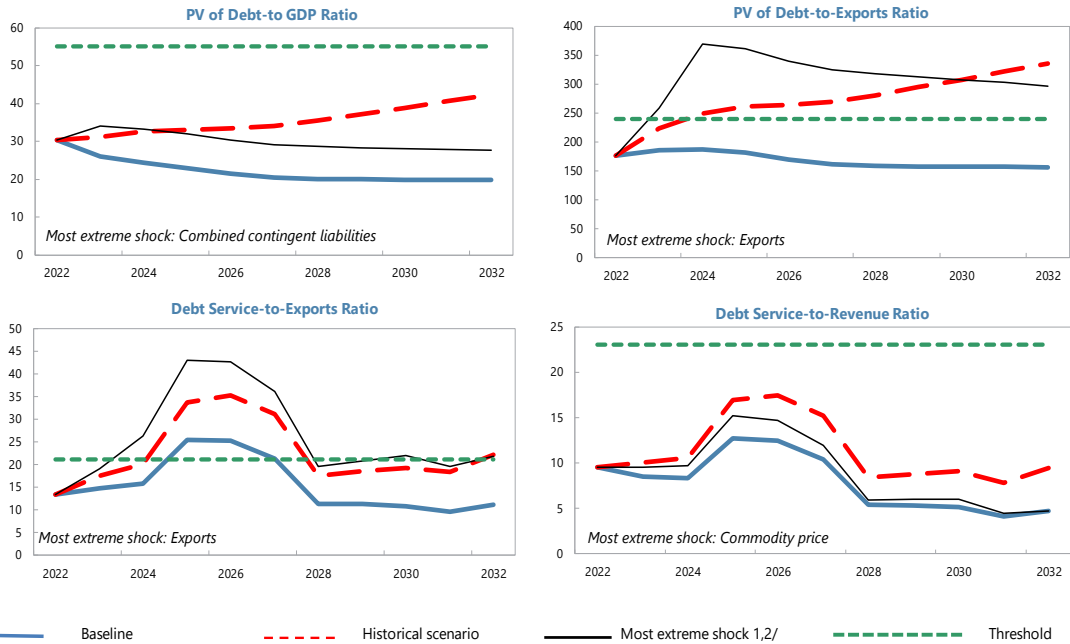 PV of Debt-to GDP Ratio
60
50
40
30
20
10
0
Most extreme shock: Combined contingent liabilities
2022 2024 2026 2028 2030 2032
PV of Debt-to-Exports Ratio
400
350
300
250
200
150
100
50
0
Most extreme shock: Exports
2022 2024 2026 2028 2030 2032
Debt Service-to-Exports Ratio
50
45
40
35
30
25
20
15
10
5
0
Most extreme shock: Exports
2022 2024 2026 2028 2030 2032
Debt Service-to-Revenue Ratio
25
20
15
10
5
0
Most extreme shock: Commodity price
2022 2024 2026 2028 2030 2032
Baseline Historical scenario Most extreme shock 1,2/ Threshold